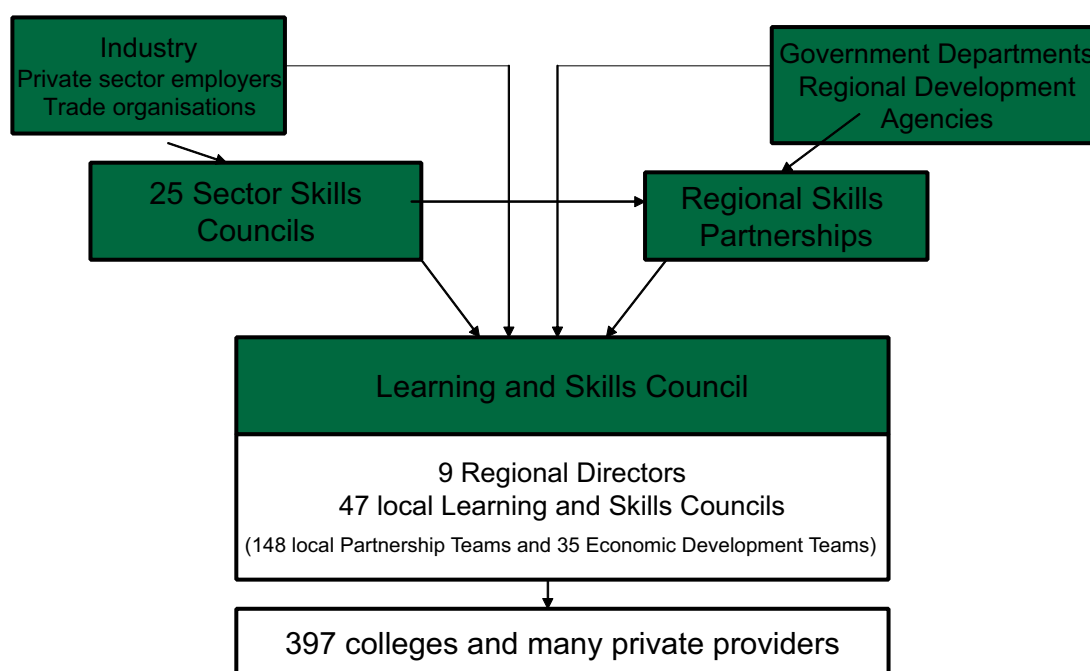 Industry
Private sector employers
Trade organisations
Government Departments
Regional Development
Agencies
25 Sector Skills
Councils
Regional Skills
Partnerships
Learning and Skills Council
9 Regional Directors
47 local Learning and Skills Councils
(148 local Partnership Teams and 35 Economic Development Teams)
397 colleges and many private providers